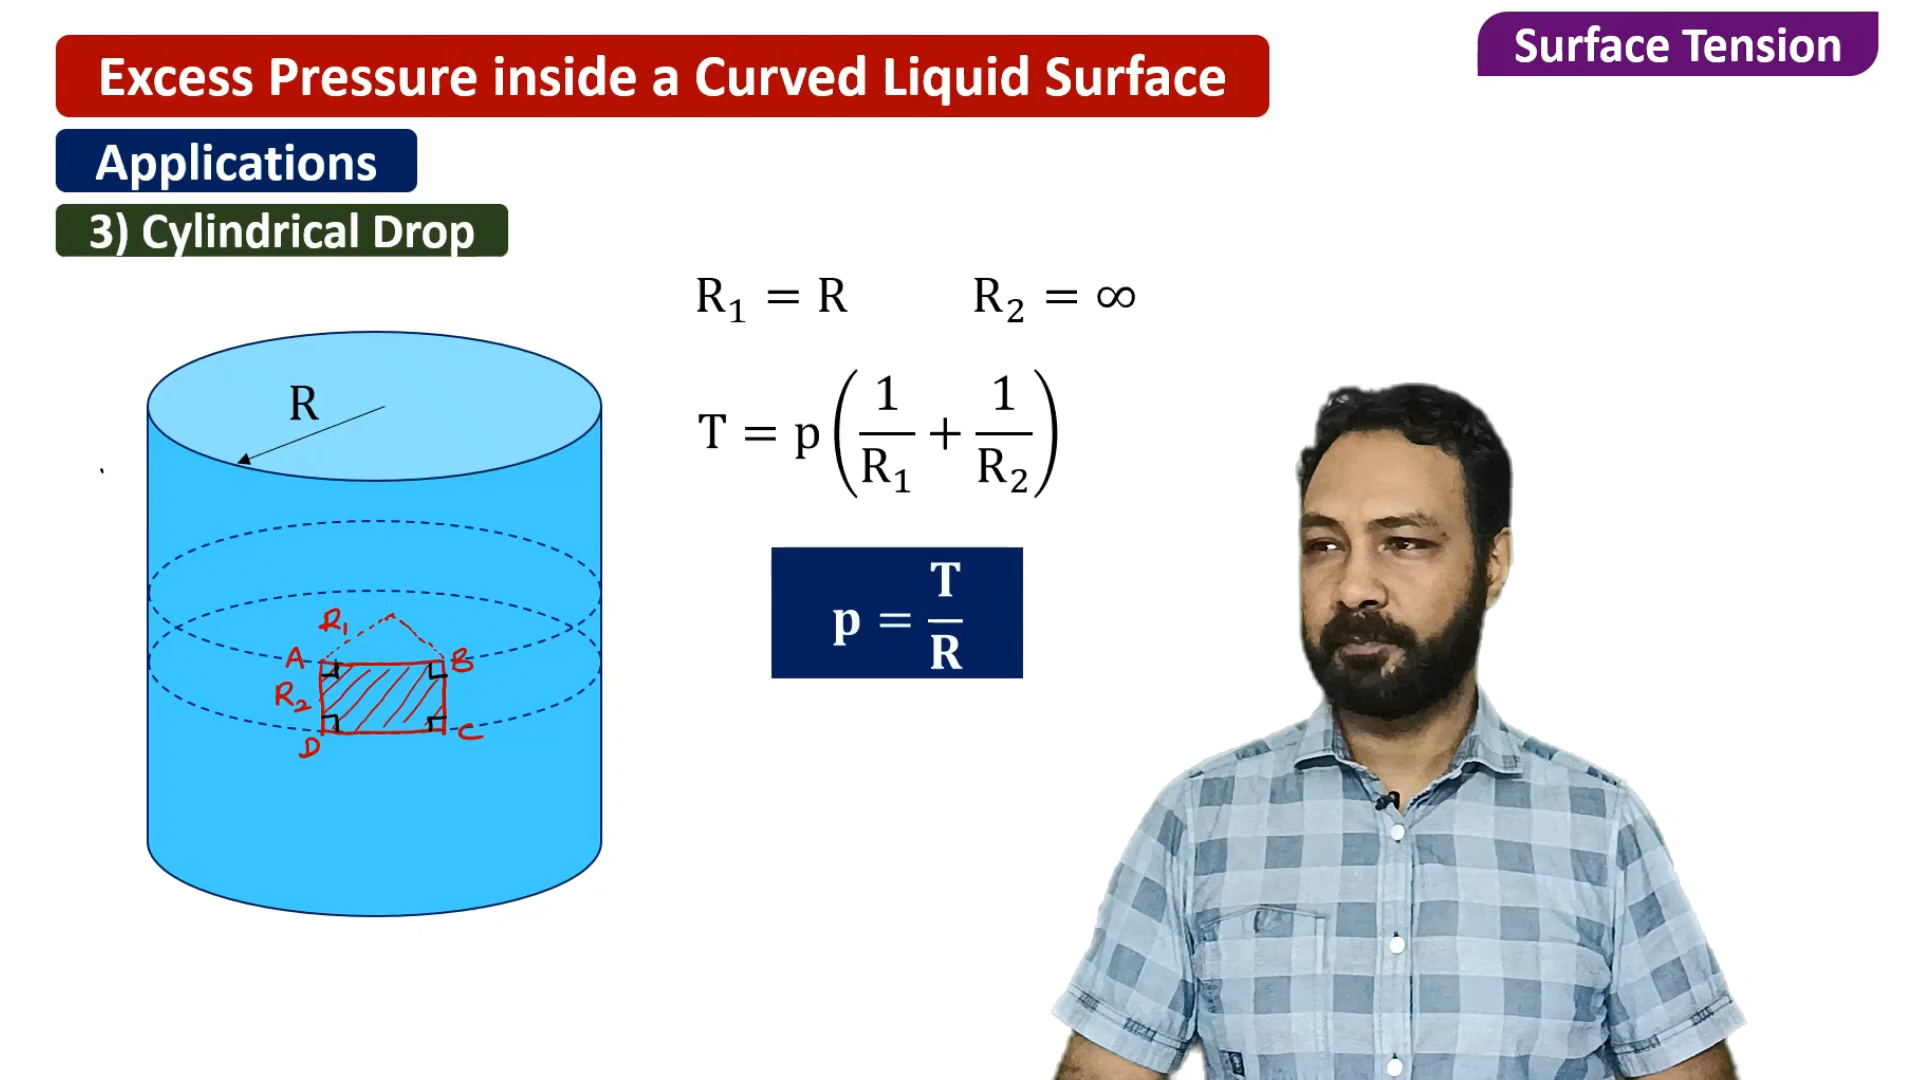 Surface Tension
Excess Pressure inside a Curved Liquid Surface
Applications
3) Cylindrical Drop
R₁ = R    R₂ = ∞
R
T = p(1/R₁ + 1/R₂)
p = T/R
R₁
A B
R₂
D C